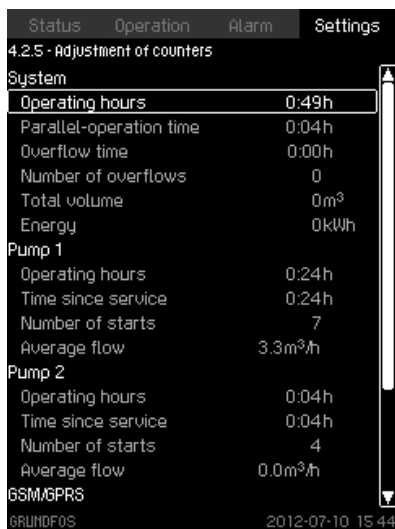 Status Operation Alarm Settings
4.2.5 - Adjustment of counters
System
Operating hours 0:49h
Parallel-operation time 0:04h
Overflow time 0:00h
Number of overflows 0
Total volume 0m³
Energy 0kWh
Pump 1
Operating hours 0:24h
Time since service 0:24h
Number of starts 7
Average flow 3.3m³/h
Pump 2
Operating hours 0:04h
Time since service 0:04h
Number of starts 4
Average flow 0.0m³/h
GSM/GPRS
GRUNDFOS 2012-07-10 15 44